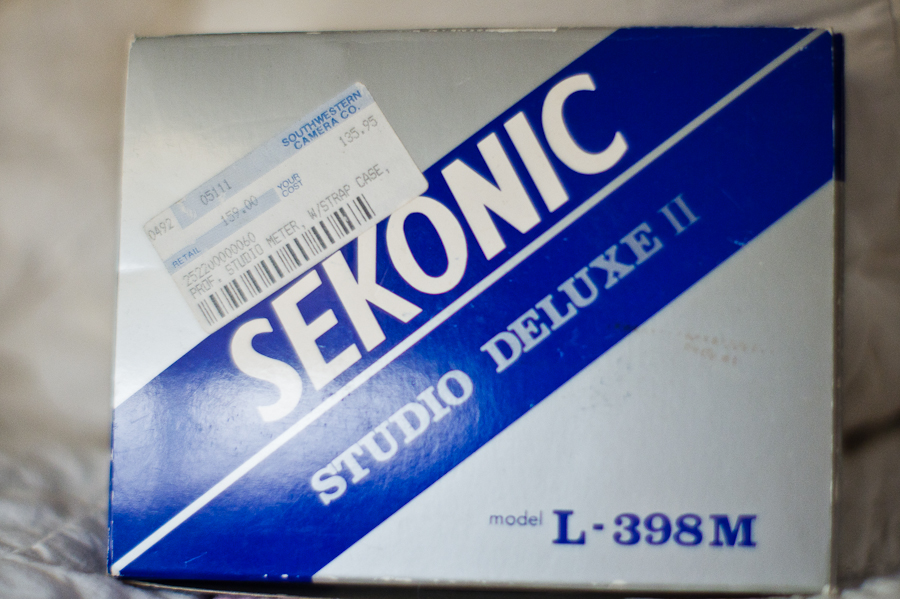 SOUTHWESTERN
CAMERA CO.
135.95
0492 05111
YOUR
COST
RETAIL 159.00
25220000060
PROF. STUDIO METER, W/STRAP CASE,
SEKONIC
STUDIO DELUXE II
model L-398M